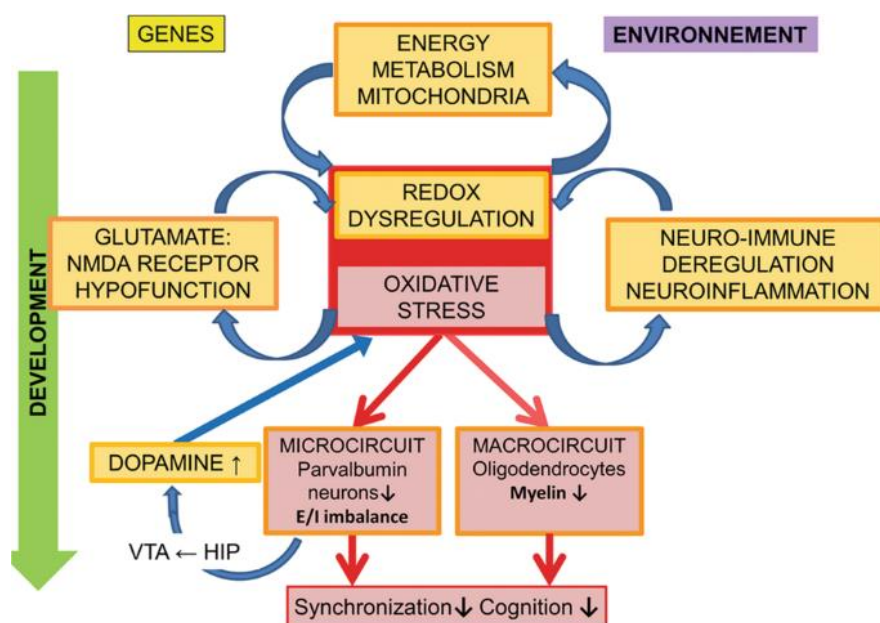 GENES
ENERGY
METABOLISM
MITOCHONDRIA
ENVIRONNEMENT
REDOX
DYSREGULATION
GLUTAMATE:
NMDA RECEPTOR
HYPOFUNCTION
NEURO-IMMUNE
DEREGULATION
NEUROINFLAMMATION
OXIDATIVE
STRESS
DEVELOPMENT
DOPAMINE ↑
MICROCIRCUIT
Parvalbumin
neurons↓
E/I imbalance
MACROCIRCUIT
Oligodendrocytes
Myelin ↓
VTA ← HIP
Synchronization↓ Cognition ↓